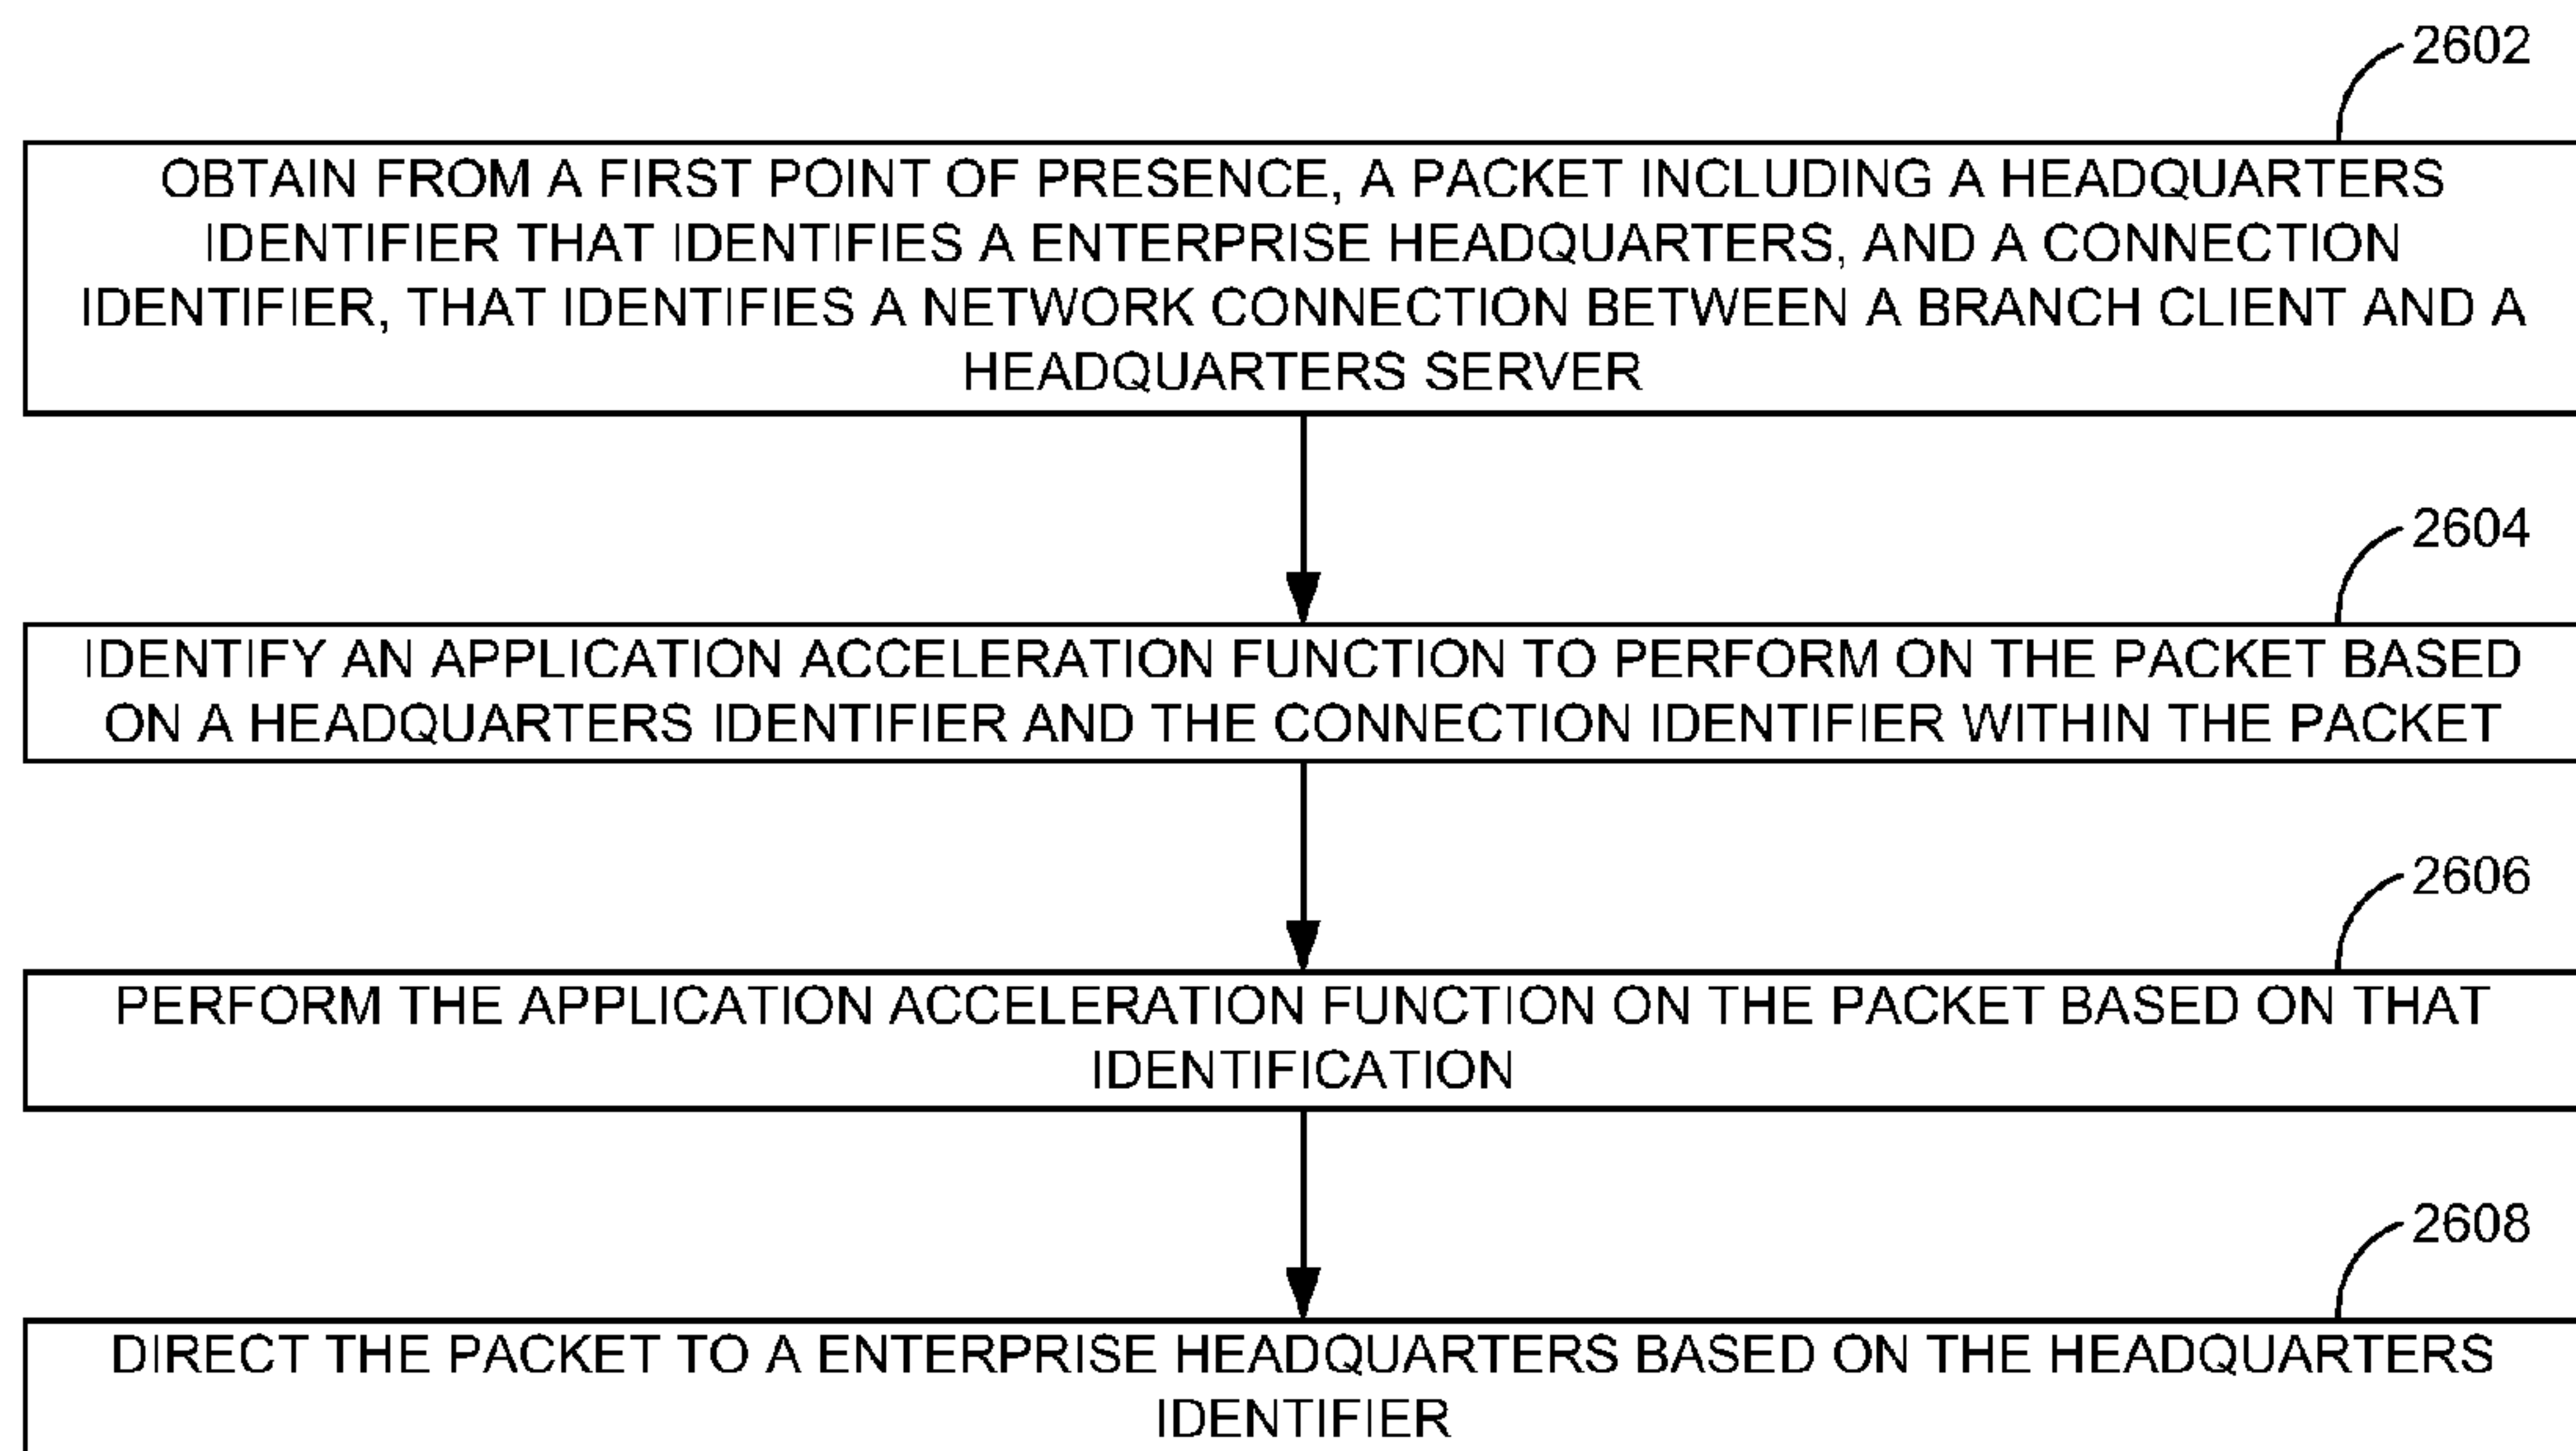 2602
OBTAIN FROM A FIRST POINT OF PRESENCE, A PACKET INCLUDING A HEADQUARTERS
IDENTIFIER THAT IDENTIFIES A ENTERPRISE HEADQUARTERS, AND A CONNECTION
IDENTIFIER, THAT IDENTIFIES A NETWORK CONNECTION BETWEEN A BRANCH CLIENT AND A
HEADQUARTERS SERVER
2604
IDENTIFY AN APPLICATION ACCELERATION FUNCTION TO PERFORM ON THE PACKET BASED
ON A HEADQUARTERS IDENTIFIER AND THE CONNECTION IDENTIFIER WITHIN THE PACKET
2606
PERFORM THE APPLICATION ACCELERATION FUNCTION ON THE PACKET BASED ON THAT
IDENTIFICATION
2608
DIRECT THE PACKET TO A ENTERPRISE HEADQUARTERS BASED ON THE HEADQUARTERS
IDENTIFIER